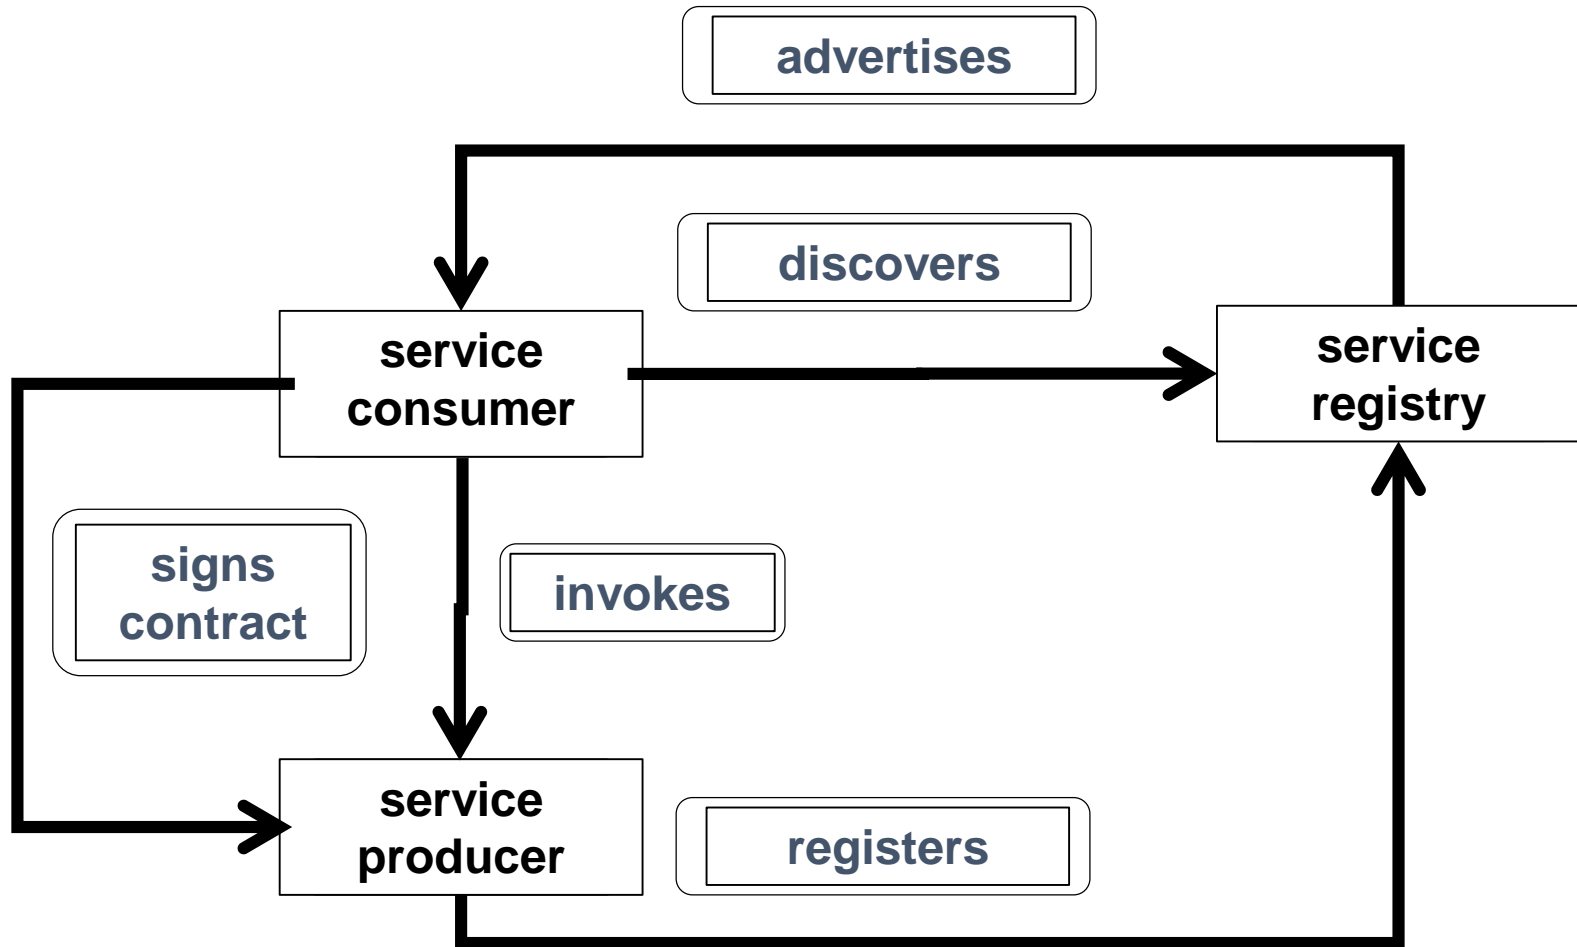 advertises
discovers
service
consumer
service
registry
signs
contract
invokes
service
producer
registers